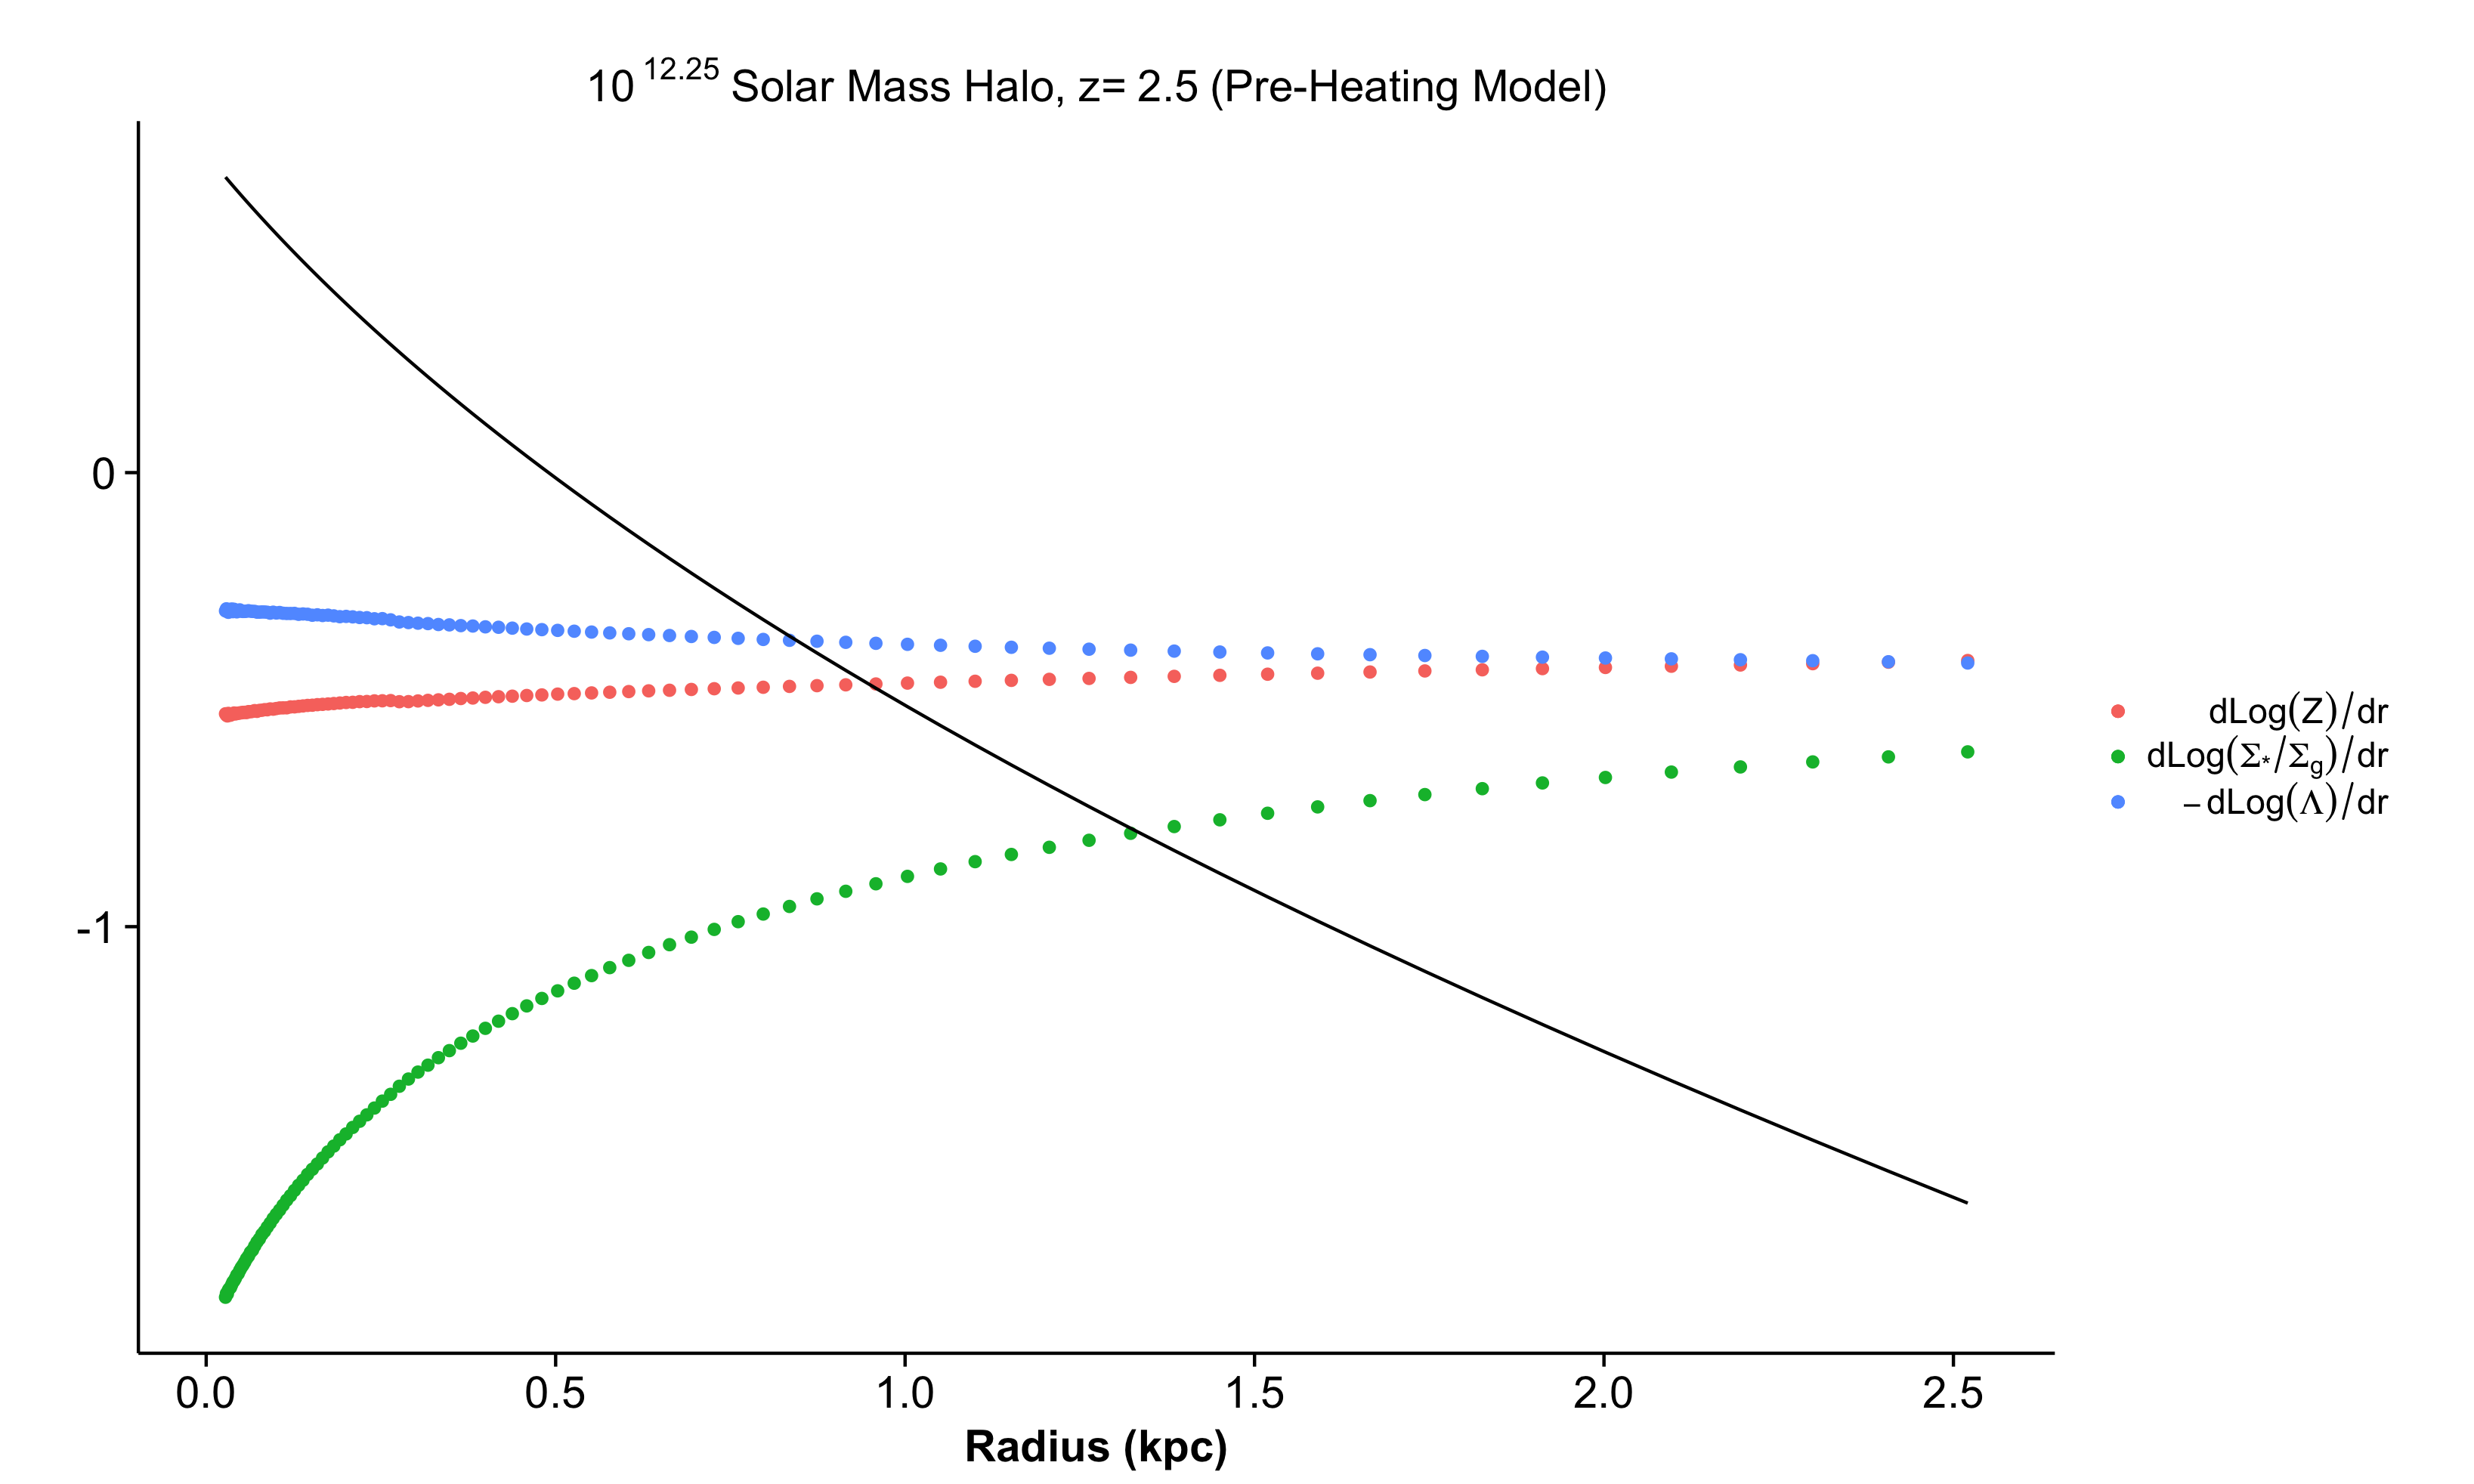 10 12.25 Solar Mass Halo, z= 2.5 (Pre-Heating Model)
0
-1
0.0 0.5 1.0 1.5 2.0 2.5
Radius (kpc)
dLog(Z)/dr
dLog(Σ*/Σg)/dr
−dLog(Λ)/dr